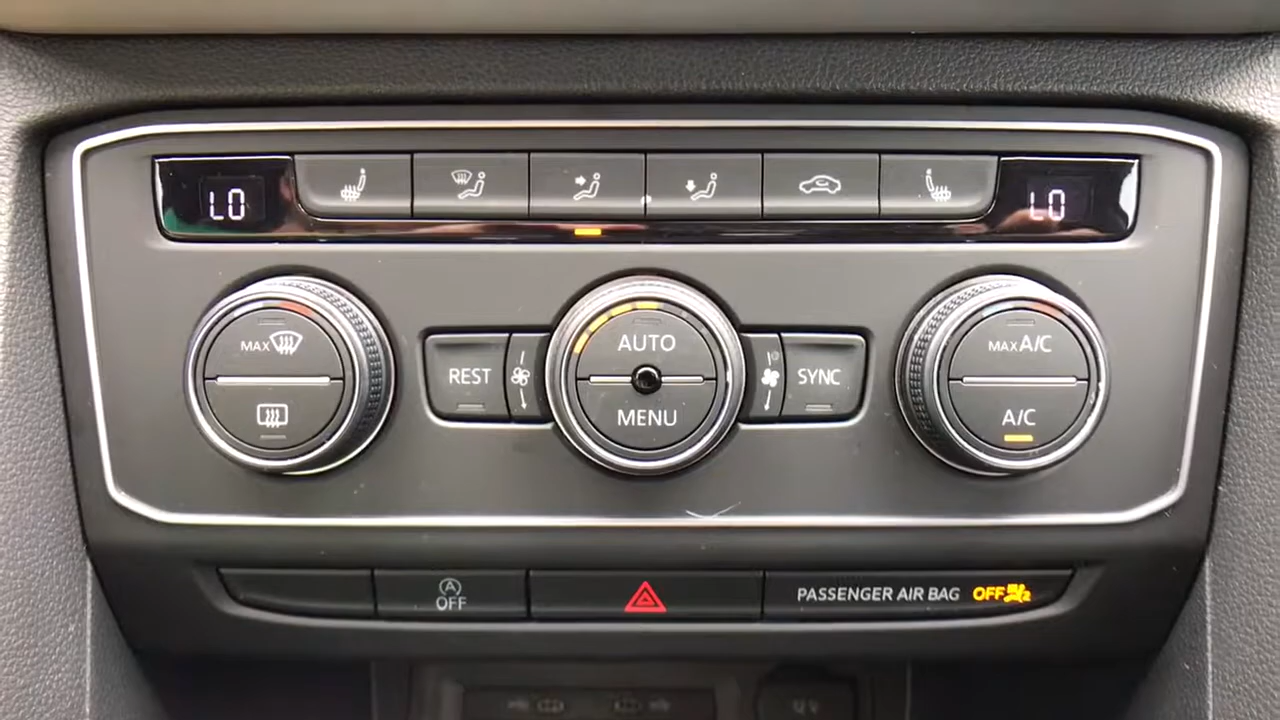 LO
LO
MAX
AUTO
MAX A/C
REST
SYNC
MENU
A/C
A
OFF
PASSENGER AIR BAG OFF